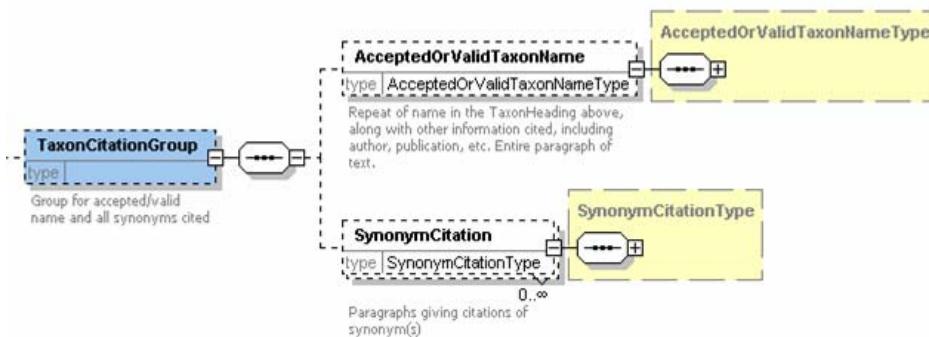 AcceptedOrValidTaxonNameType
AcceptedOrValidTaxonName
type AcceptedOrValidTaxonNameType
Repeat of name in the TaxonHeading above,
along with other information cited, including
author, publication, etc. Entire paragraph of
text.
TaxonCitationGroup
type
Group for accepted/valid
name and all synonyms cited
SynonymCitationType
SynonymCitation
type SynonymCitationType
0..∞
Paragraphs giving citations of
synonym(s)